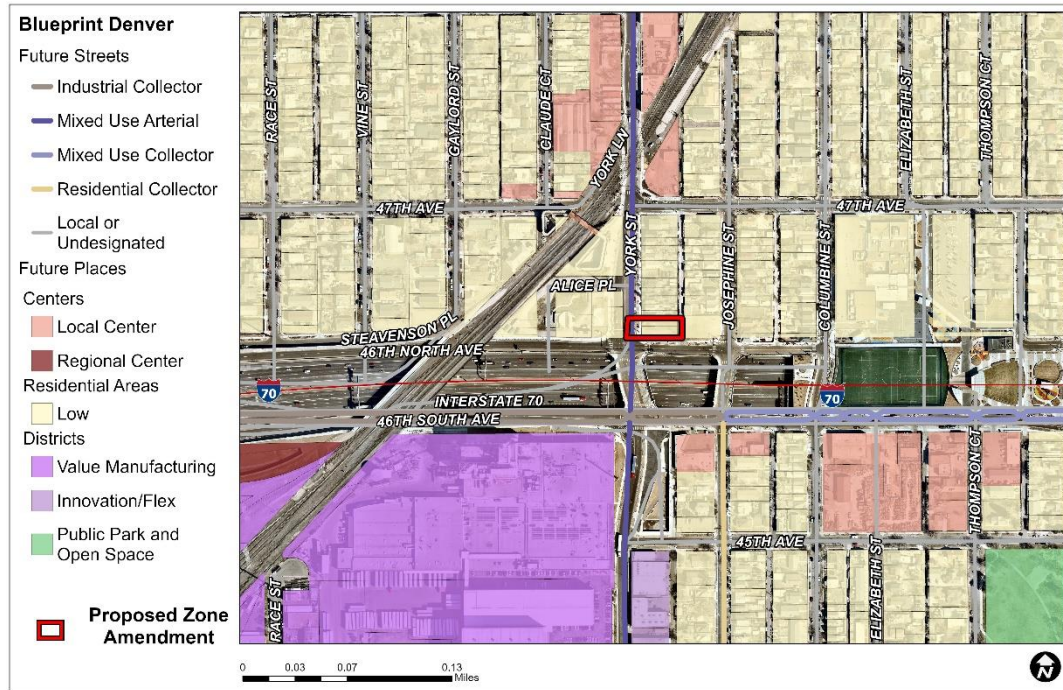 Blueprint Denver
Future Streets
Industrial Collector
Mixed Use Arterial
Mixed Use Collector
Residential Collector
Local or
Undesignated
Future Places
Centers
Local Center
Regional Center
Residential Areas
Low
Districts
Value Manufacturing
Innovation/Flex
Public Park and
Open Space
Proposed Zone
Amendment
RACE ST
VINE ST
GAYLORD ST
CLAUDE CT
YORK LN
ELIZABETH ST
THOMPSON CT
47TH AVE
47TH AVE
YORK ST
JOSEPHINE ST
COLUMBINE ST
ALICE PL
STEAVENSON PL
46TH NORTH AVE
70
INTERSTATE 70
70
46TH SOUTH AVE
THOMPSON CT
45TH AVE
RACE ST
ELIZABETH ST
0 0.03 0.07 0.13
Miles
N